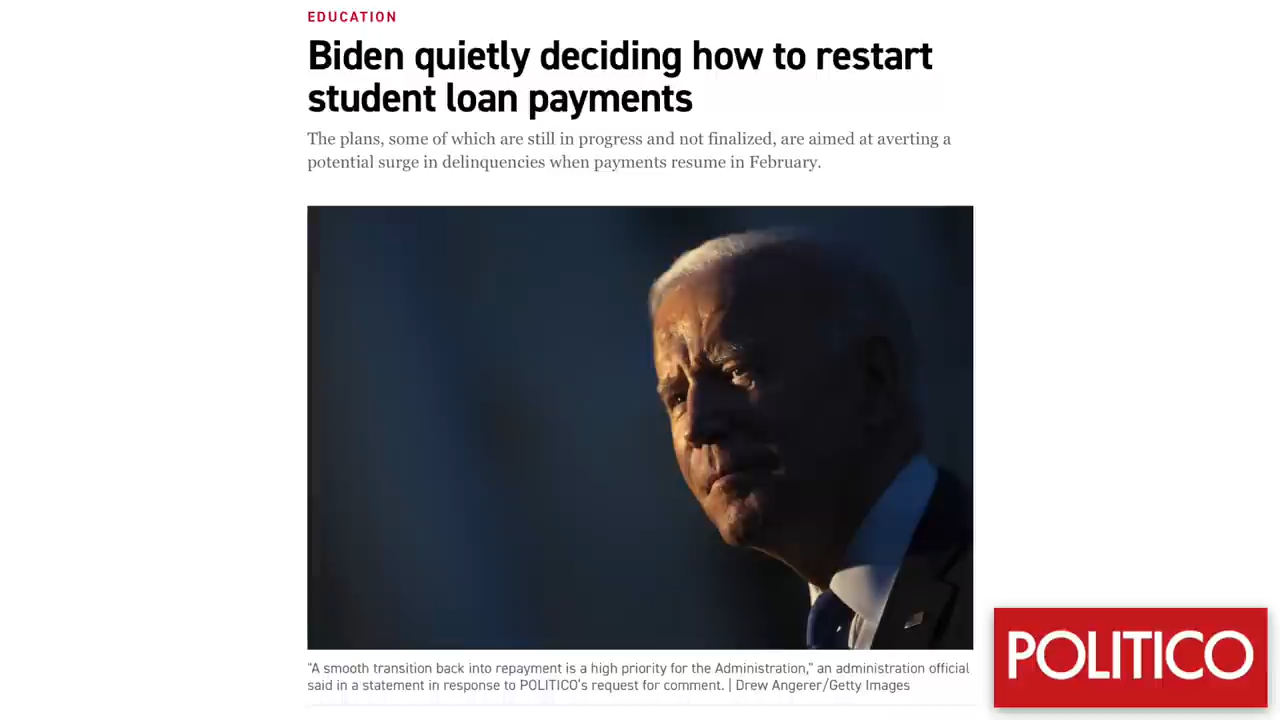 EDUCATION
Biden quietly deciding how to restart
student loan payments
The plans, some of which are still in progress and not finalized, are aimed at averting a
potential surge in delinquencies when payments resume in February.
"A smooth transition back into repayment is a high priority for the Administration," an administration official
said in a statement in response to POLITICO's request for comment. | Drew Angerer/Getty Images
POLITICO